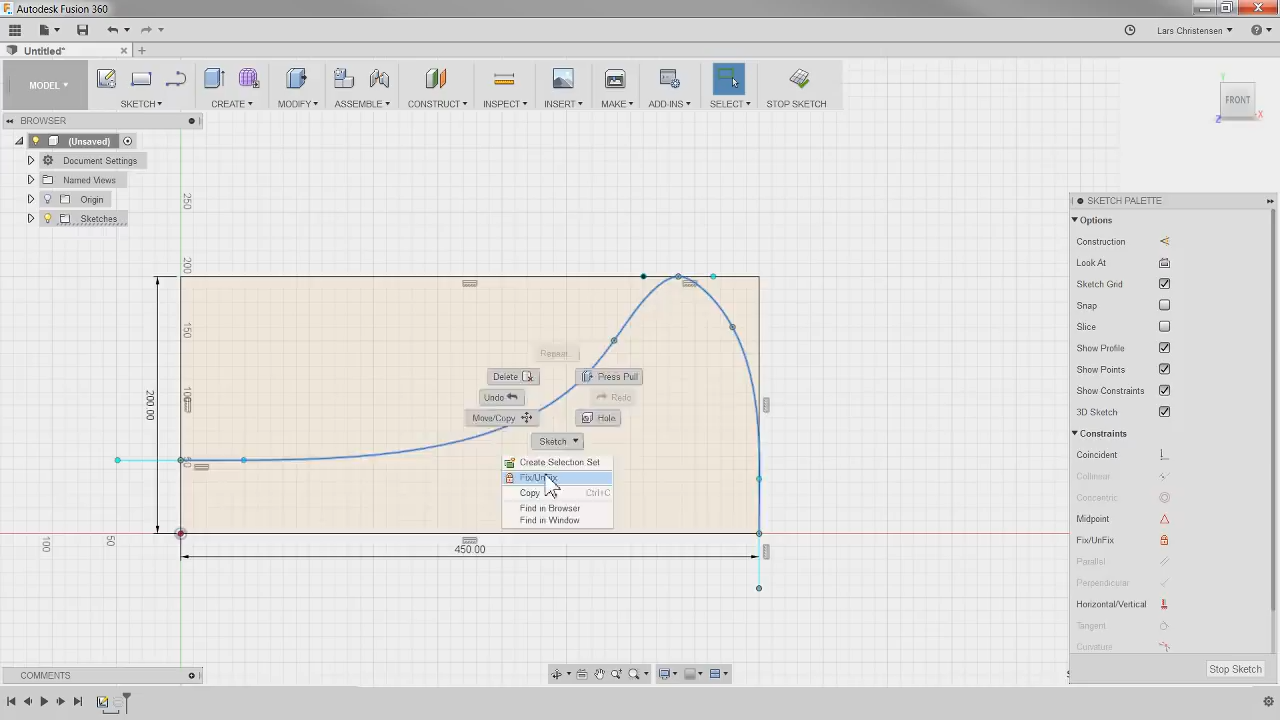 Autodesk Fusion 360
Lars Christensen
Untitled*
MODEL
SKETCH
CREATE
MODIFY
ASSEMBLE
CONSTRUCT
INSPECT
INSERT
MAKE
ADD-INS
SELECT
STOP SKETCH
BROWSER
(Unsaved)
Document Settings
Named Views
Origin
Sketches
FRONT
Y
X
Z
SKETCH PALETTE
Options
Construction
Look At
Sketch Grid
Snap
Slice
Show Profile
Show Points
Show Constraints
3D Sketch
Constraints
Coincident
Collinear
Concentric
Midpoint
Fix/UnFix
Parallel
Perpendicular
Horizontal/Vertical
Tangent
Curvature
Stop Sketch
250
200
150
100
50
200.00
450.00
100
50
Repeat...
Delete
Press Pull
Undo
Redo
Move/Copy
Hole
Sketch
Create Selection Set
Fix/UnFix
Copy Ctrl+C
Find in Browser
Find in Window
COMMENTS